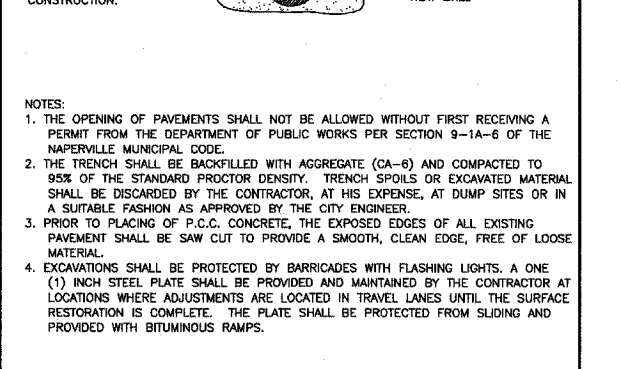 CONSTRUCTION.
NOTES:
1. THE OPENING OF PAVEMENTS SHALL NOT BE ALLOWED WITHOUT FIRST RECEIVING A
PERMIT FROM THE DEPARTMENT OF PUBLIC WORKS PER SECTION 9-1A-6 OF THE
NAPERVILLE MUNICIPAL CODE.
2. THE TRENCH SHALL BE BACKFILLED WITH AGGREGATE (CA-6) AND COMPACTED TO
95% OF THE STANDARD PROCTOR DENSITY. TRENCH SPOILS OR EXCAVATED MATERIAL
SHALL BE DISCARDED BY THE CONTRACTOR, AT HIS EXPENSE, AT DUMP SITES OR IN
A SUITABLE FASHION AS APPROVED BY THE CITY ENGINEER.
3. PRIOR TO PLACING OF P.C.C. CONCRETE, THE EXPOSED EDGES OF ALL EXISTING
PAVEMENT SHALL BE SAW CUT TO PROVIDE A SMOOTH, CLEAN EDGE, FREE OF LOOSE
MATERIAL.
4. EXCAVATIONS SHALL BE PROTECTED BY BARRICADES WITH FLASHING LIGHTS. A ONE
(1) INCH STEEL PLATE SHALL BE PROVIDED AND MAINTAINED BY THE CONTRACTOR AT
LOCATIONS WHERE ADJUSTMENTS ARE LOCATED IN TRAVEL LANES UNTIL THE SURFACE
RESTORATION IS COMPLETE. THE PLATE SHALL BE PROTECTED FROM SLIDING AND
PROVIDED WITH BITUMINOUS RAMPS.